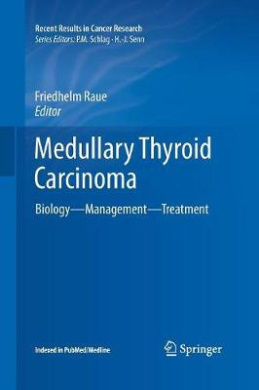 Recent Results in Cancer Research
Series Editors: P.M. Schlag · H.-J. Senn
Friedhelm Raue
Editor
Medullary Thyroid
Carcinoma
Biology—Management—Treatment
Indexed in PubMed/Medline
Springer